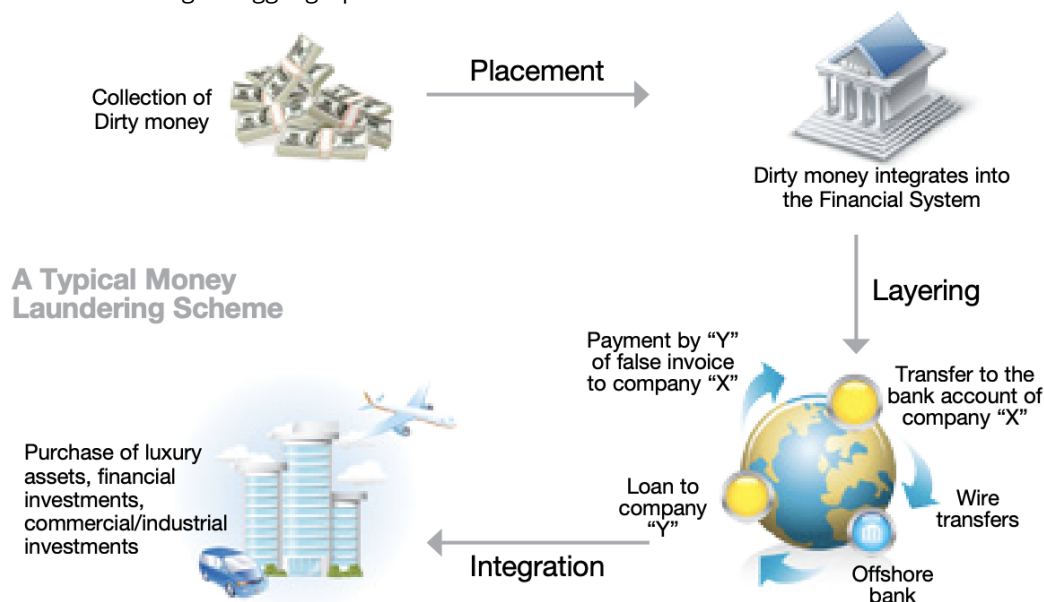 Collection of
Dirty money
Placement
Dirty money integrates into
the Financial System
A Typical Money
Laundering Scheme
Layering
Payment by “Y”
of false invoice
to company “X”
Transfer to the
bank account of
company “X”
Purchase of luxury
assets, financial
investments,
commercial/industrial
investments
Loan to
company
“Y”
Wire
transfers
Integration
Offshore
bank